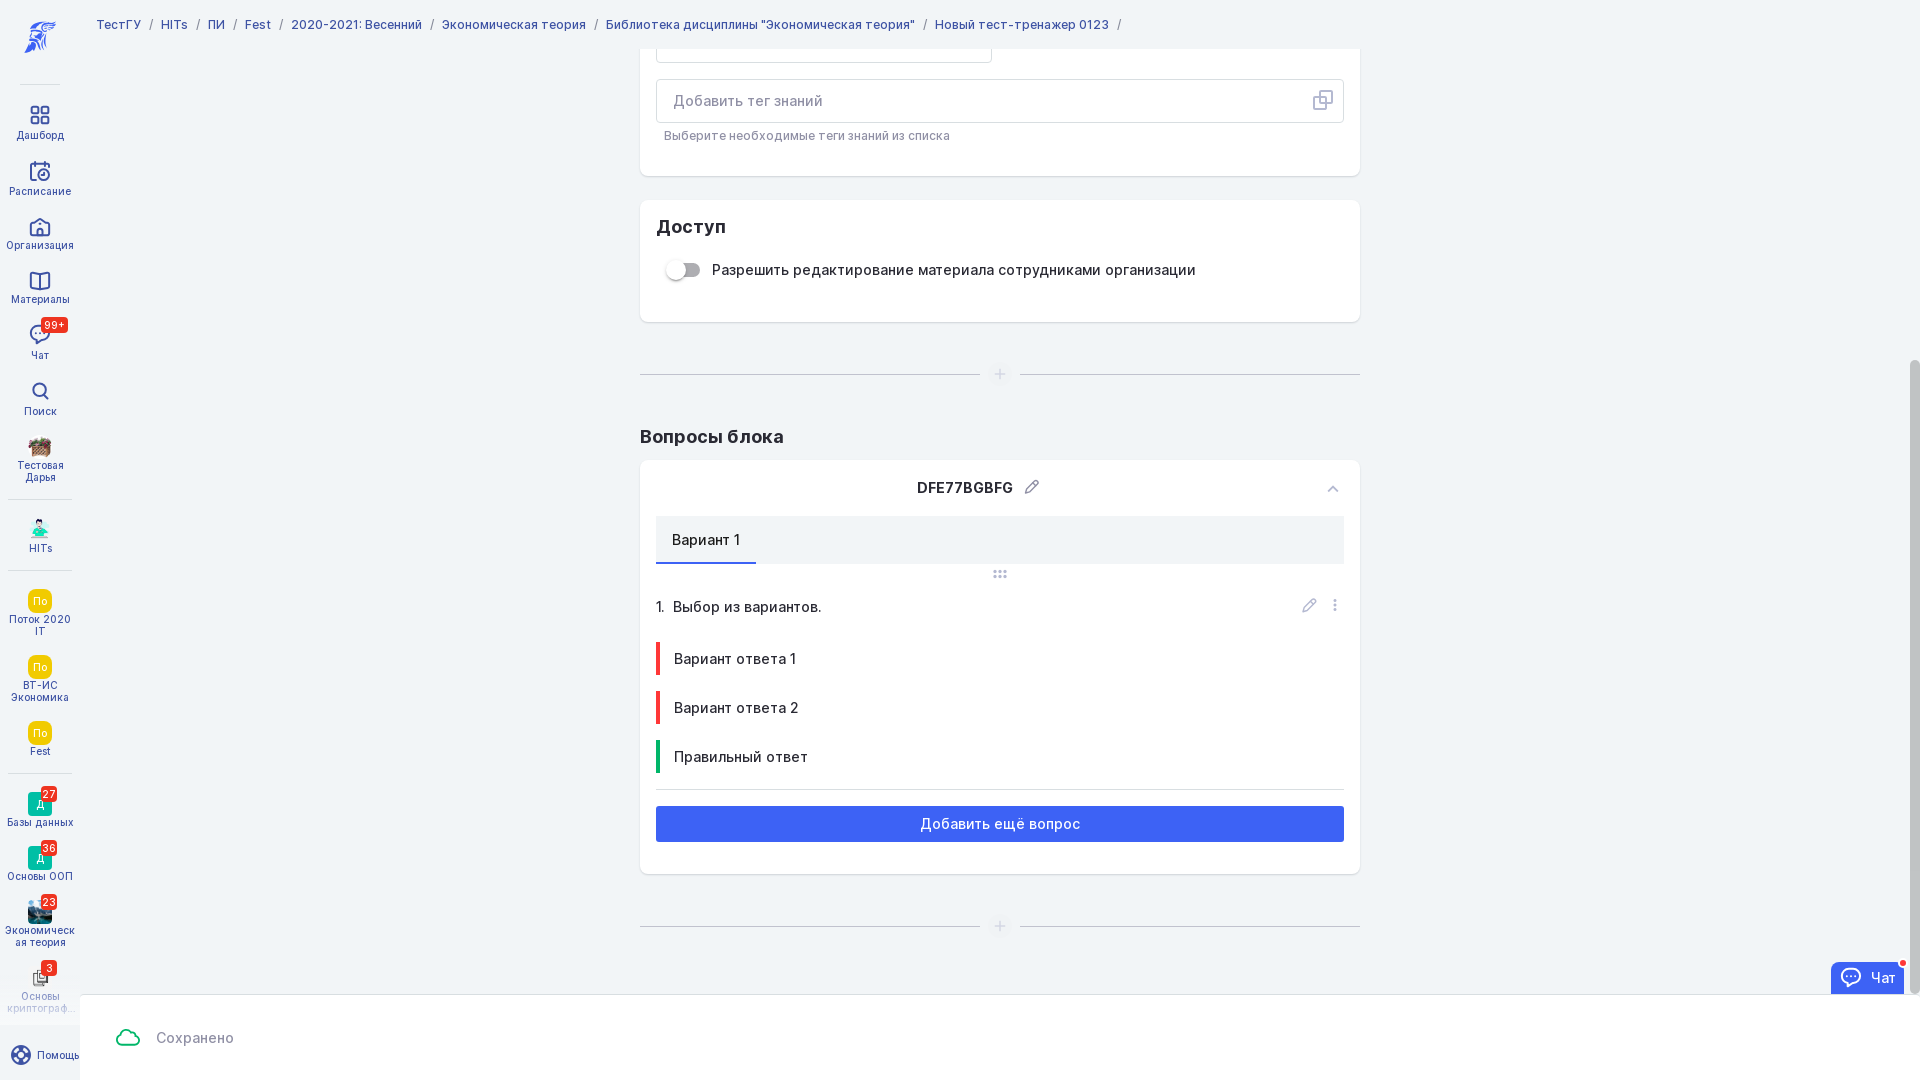 ТестГУ / HITs / ПИ / Fest / 2020-2021: Весенний / Экономическая теория / Библиотека дисциплины "Экономическая теория" / Новый тест-тренажер 0123 /
Дашборд
Расписание
Организация
Материалы
99+
Чат
Поиск
Тестовая
Дарья
HITs
По
Поток 2020
IT
По
ВТ-ИС
Экономика
По
Fest
27
Д
Базы данных
36
Д
Основы ООП
23
Экономическ
ая теория
3
Основы
криптограф...
Помощь
Добавить тег знаний
Выберите необходимые теги знаний из списка
Доступ
Разрешить редактирование материала сотрудниками организации
Вопросы блока
DFE77BGBFG
Вариант 1
1. Выбор из вариантов.
Вариант ответа 1
Вариант ответа 2
Правильный ответ
Добавить ещё вопрос
Чат
Сохранено